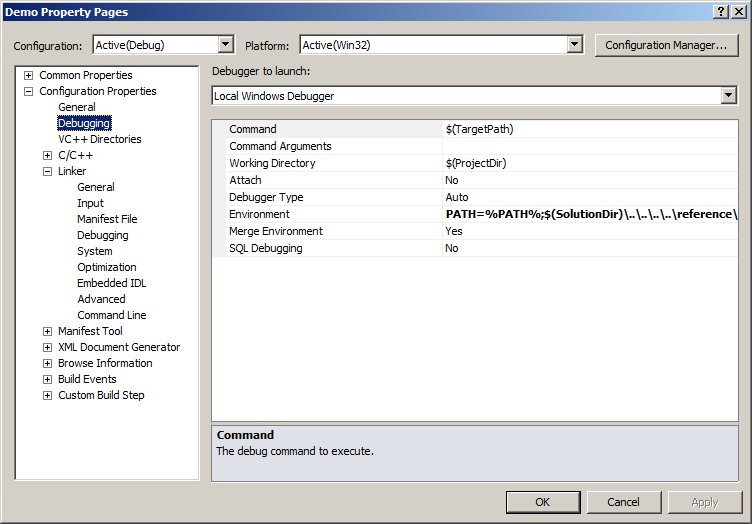 Demo Property Pages
Configuration: Active(Debug) Platform: Active(Win32) Configuration Manager...
Common Properties
Configuration Properties
General
Debugging
VC++ Directories
C/C++
Linker
General
Input
Manifest File
Debugging
System
Optimization
Embedded IDL
Advanced
Command Line
Manifest Tool
XML Document Generator
Browse Information
Build Events
Custom Build Step
Debugger to launch:
Local Windows Debugger
Command $(TargetPath)
Command Arguments
Working Directory $(ProjectDir)
Attach No
Debugger Type Auto
Environment PATH=%PATH%;$(SolutionDir)\..\..\..\..\reference\
Merge Environment Yes
SQL Debugging No
Command
The debug command to execute.
OK Cancel Apply